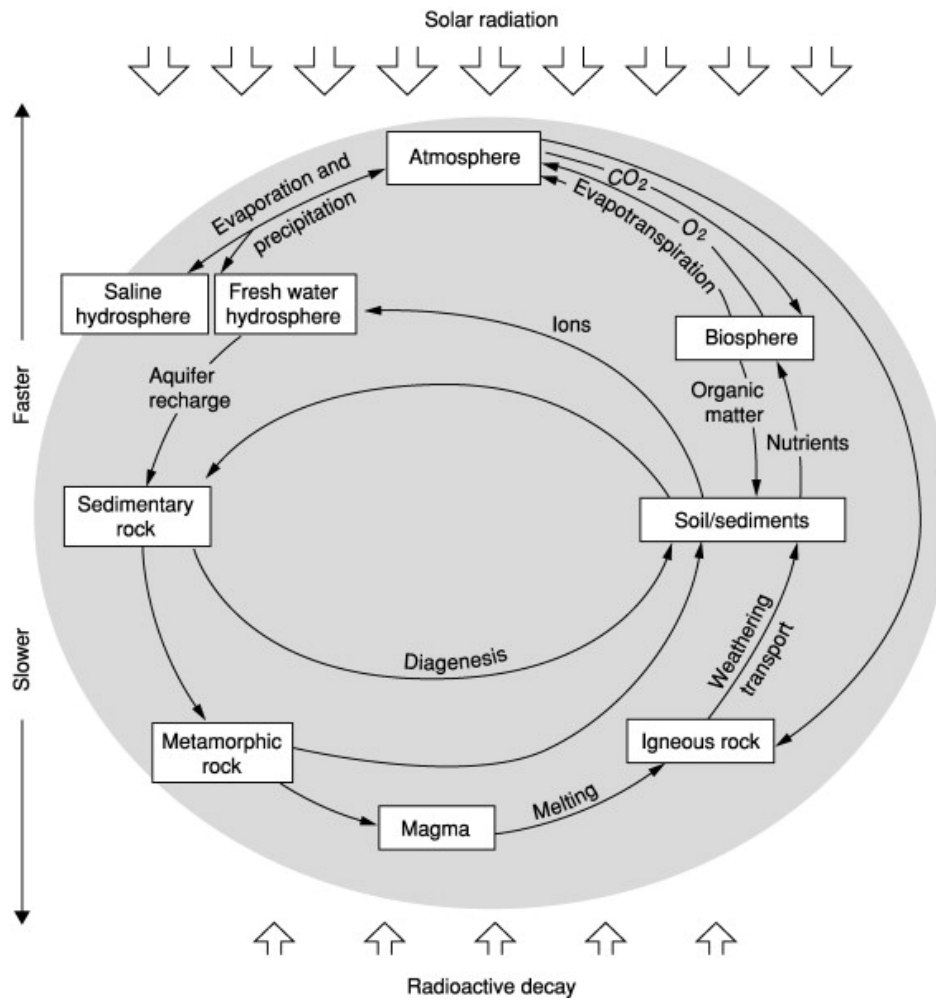 Solar radiation
Atmosphere
Evaporation and
precipitation
CO2
O2
Evapotranspiration
Saline
hydrosphere
Fresh water
hydrosphere
Ions
Biosphere
Faster
Aquifer
recharge
Organic
matter
Nutrients
Sedimentary
rock
Soil/sediments
Slower
Diagenesis
Weathering
transport
Metamorphic
rock
Igneous rock
Melting
Magma
Radioactive decay